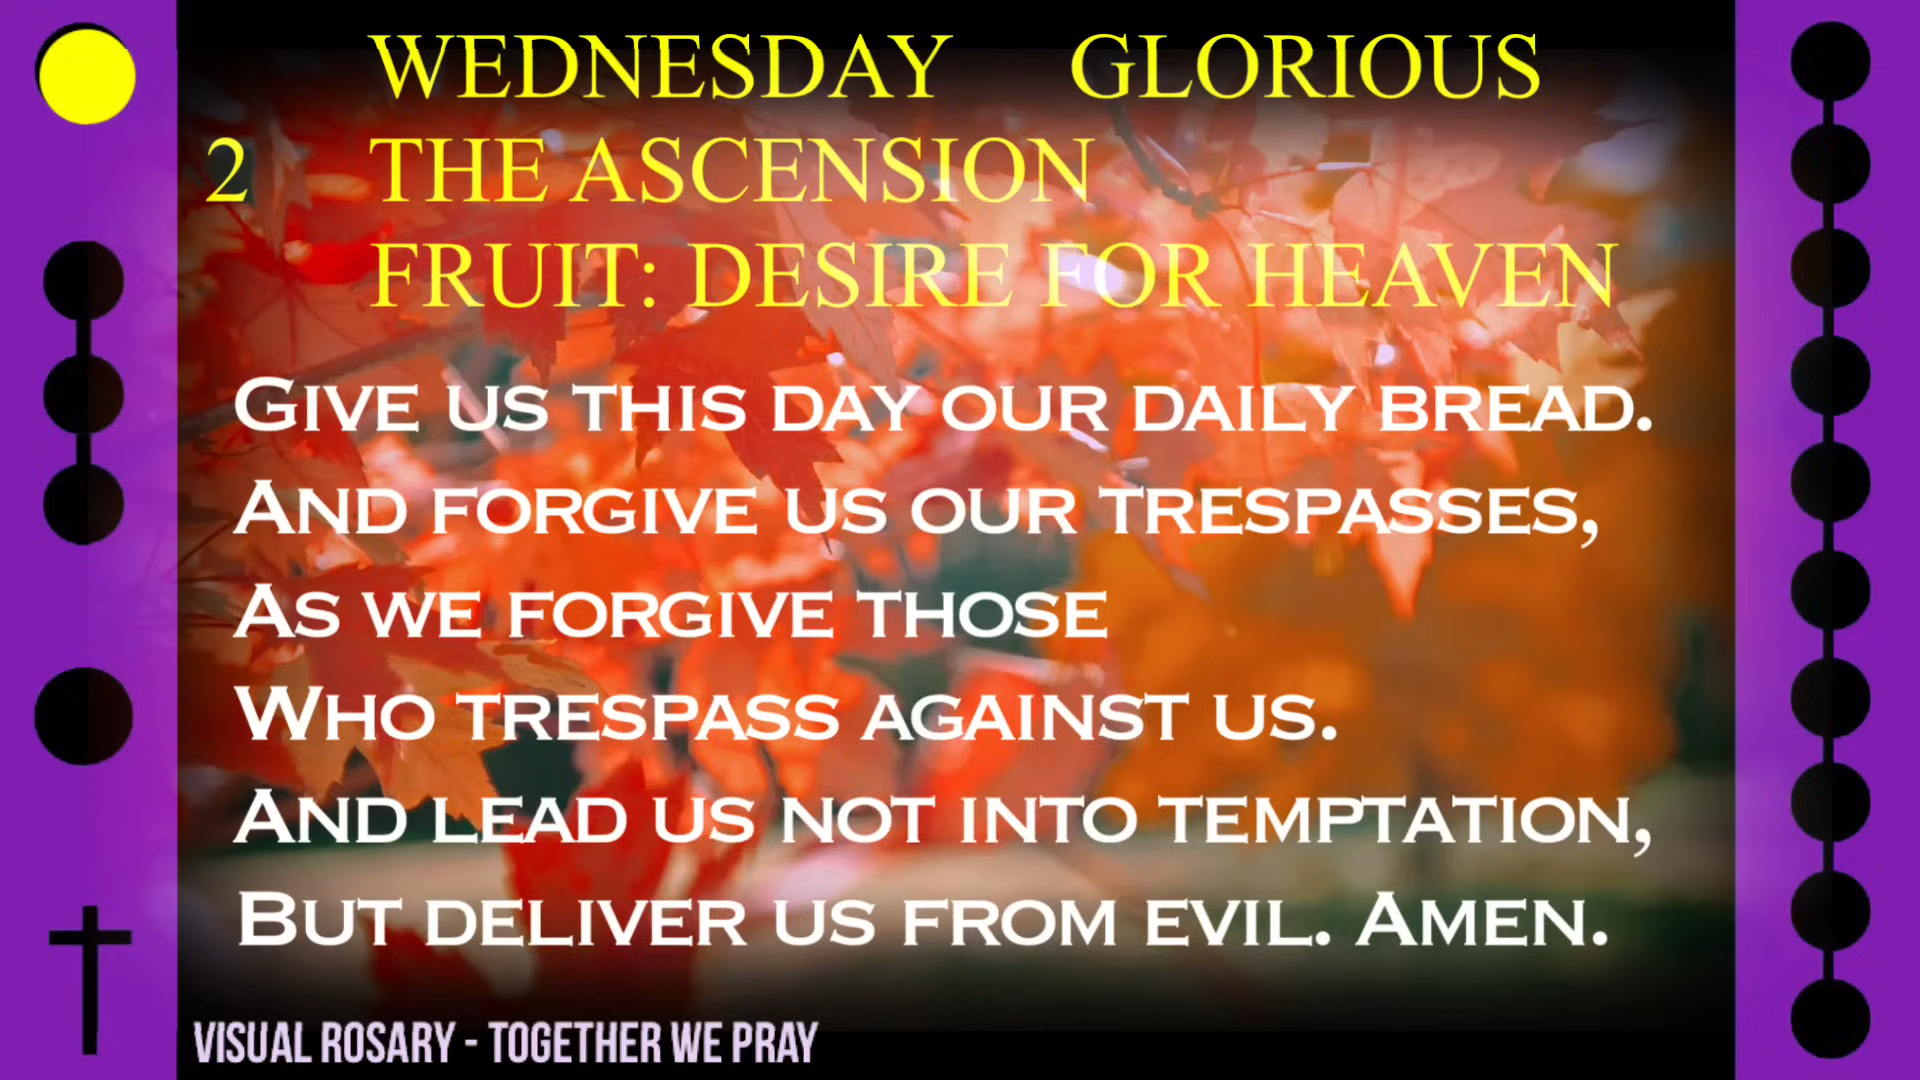 WEDNESDAY GLORIOUS
2 THE ASCENSION
FRUIT: DESIRE FOR HEAVEN
GIVE US THIS DAY OUR DAILY BREAD.
AND FORGIVE US OUR TRESPASSES,
AS WE FORGIVE THOSE
WHO TRESPASS AGAINST US.
AND LEAD US NOT INTO TEMPTATION,
BUT DELIVER US FROM EVIL. AMEN.
VISUAL ROSARY - TOGETHER WE PRAY